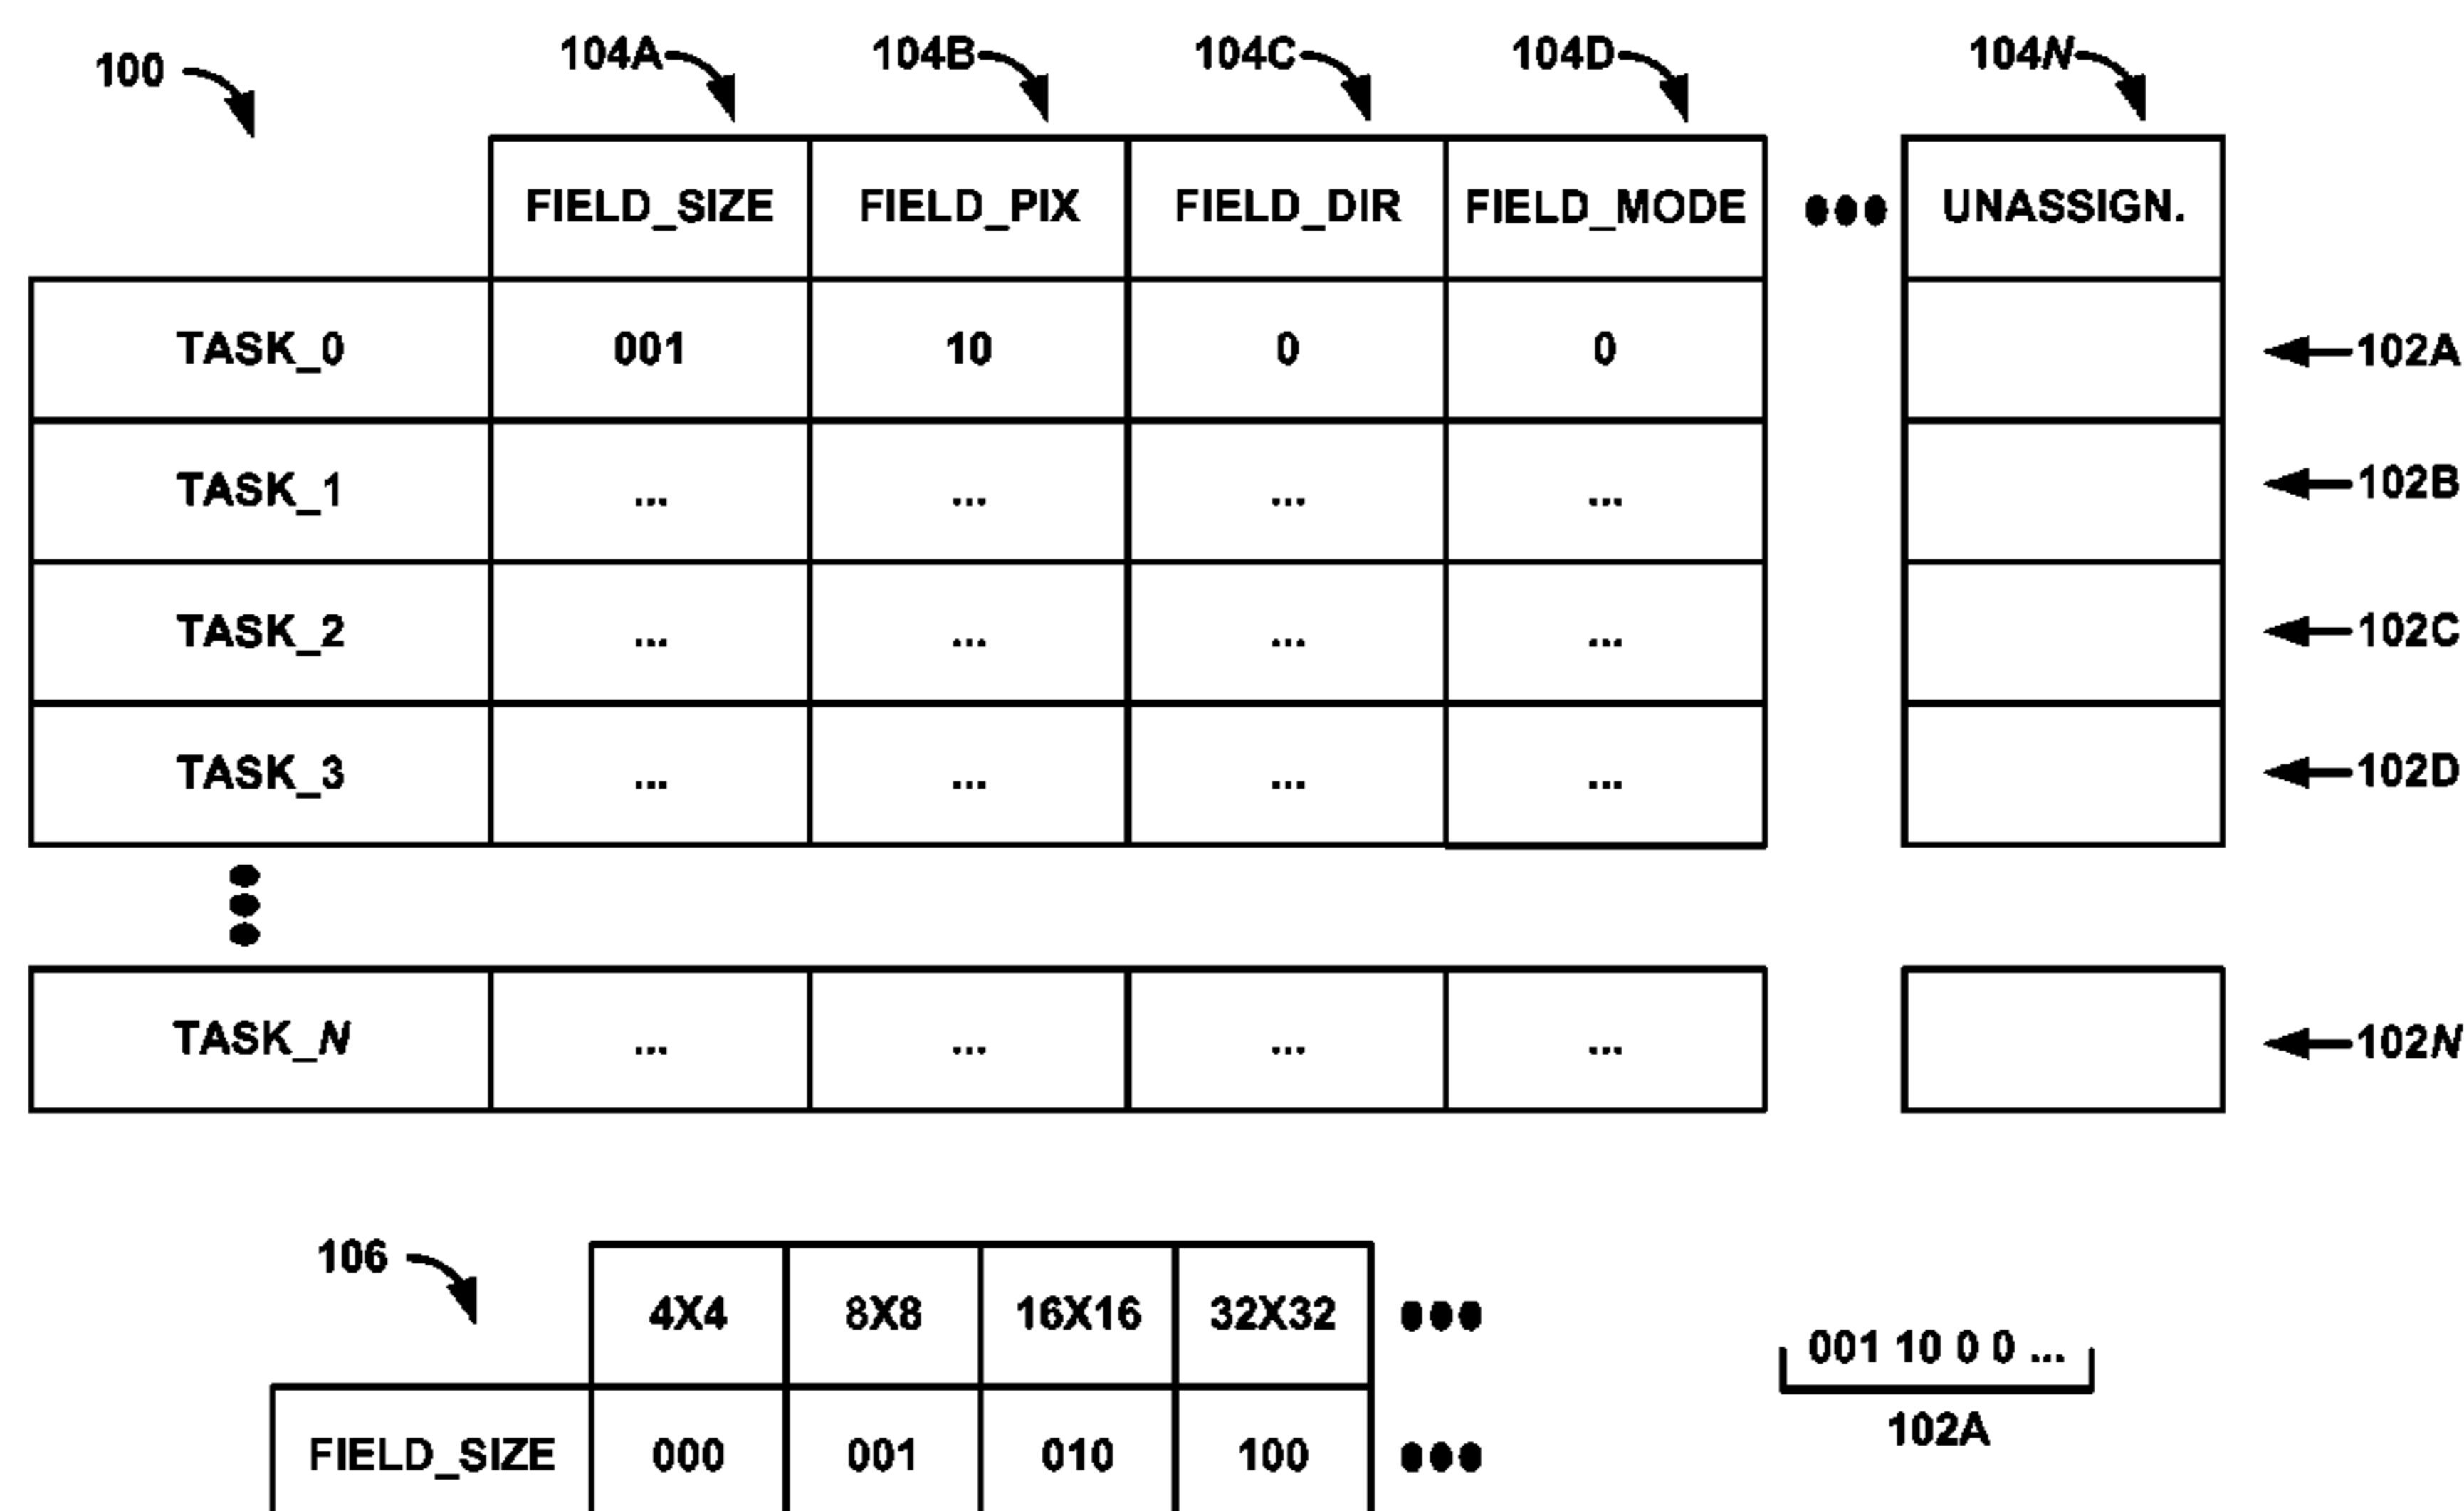 100 104A 104B 104C 104D 104N
FIELD_SIZE FIELD_PIX FIELD_DIR FIELD_MODE ●●● UNASSIGN.
TASK_0 001 10 0 0 102A
TASK_1 ... ... ... ... 102B
TASK_2 ... ... ... ... 102C
TASK_3 ... ... ... ... 102D
TASK_N ... ... ... ... 102N
106
4X4 8X8 16X16 32X32 ●●●
001 10 0 0 ...
102A
FIELD_SIZE 000 001 010 100 ●●●